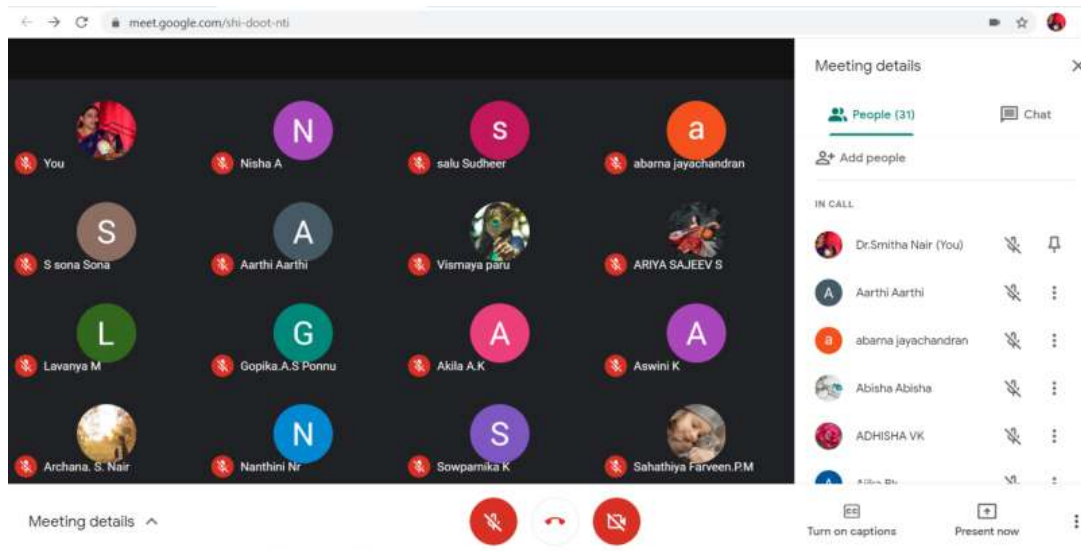 meet.google.com/shi-doot-nti
Meeting details
People (31)
Chat
Add people
IN CALL
Dr.Smitha Nair (You)
A
Aarthi Aarthi
a
abarna jayachandran
Abisha Abisha
ADHISHA VK
You
N
Nisha A
s
salu Sudheer
a
abarna jayachandran
S
S sona Sona
A
Aarthi Aarthi
Vismaya paru
ARIYA SAJEEV S
L
Lavanya M
G
Gopika.A.S Ponnu
A
Akila A.K
A
Aswini K
Archana. S. Nair
N
Nanthini Nr
S
Sowparnika K
Sahathiya Farveen.P.M
Meeting details
CC
Turn on captions
Present now